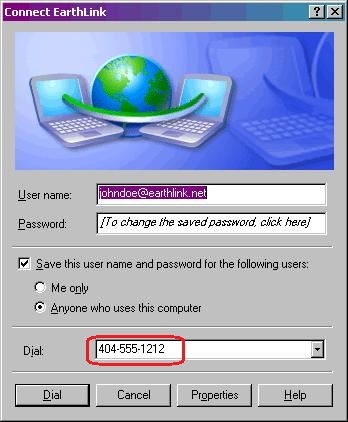 Connect EarthLink
User name: johndoe@earthlink.net
Password: [To change the saved password, click here]
Save this user name and password for the following users:
Me only
Anyone who uses this computer
Dial: 404-555-1212
Dial Cancel Properties Help